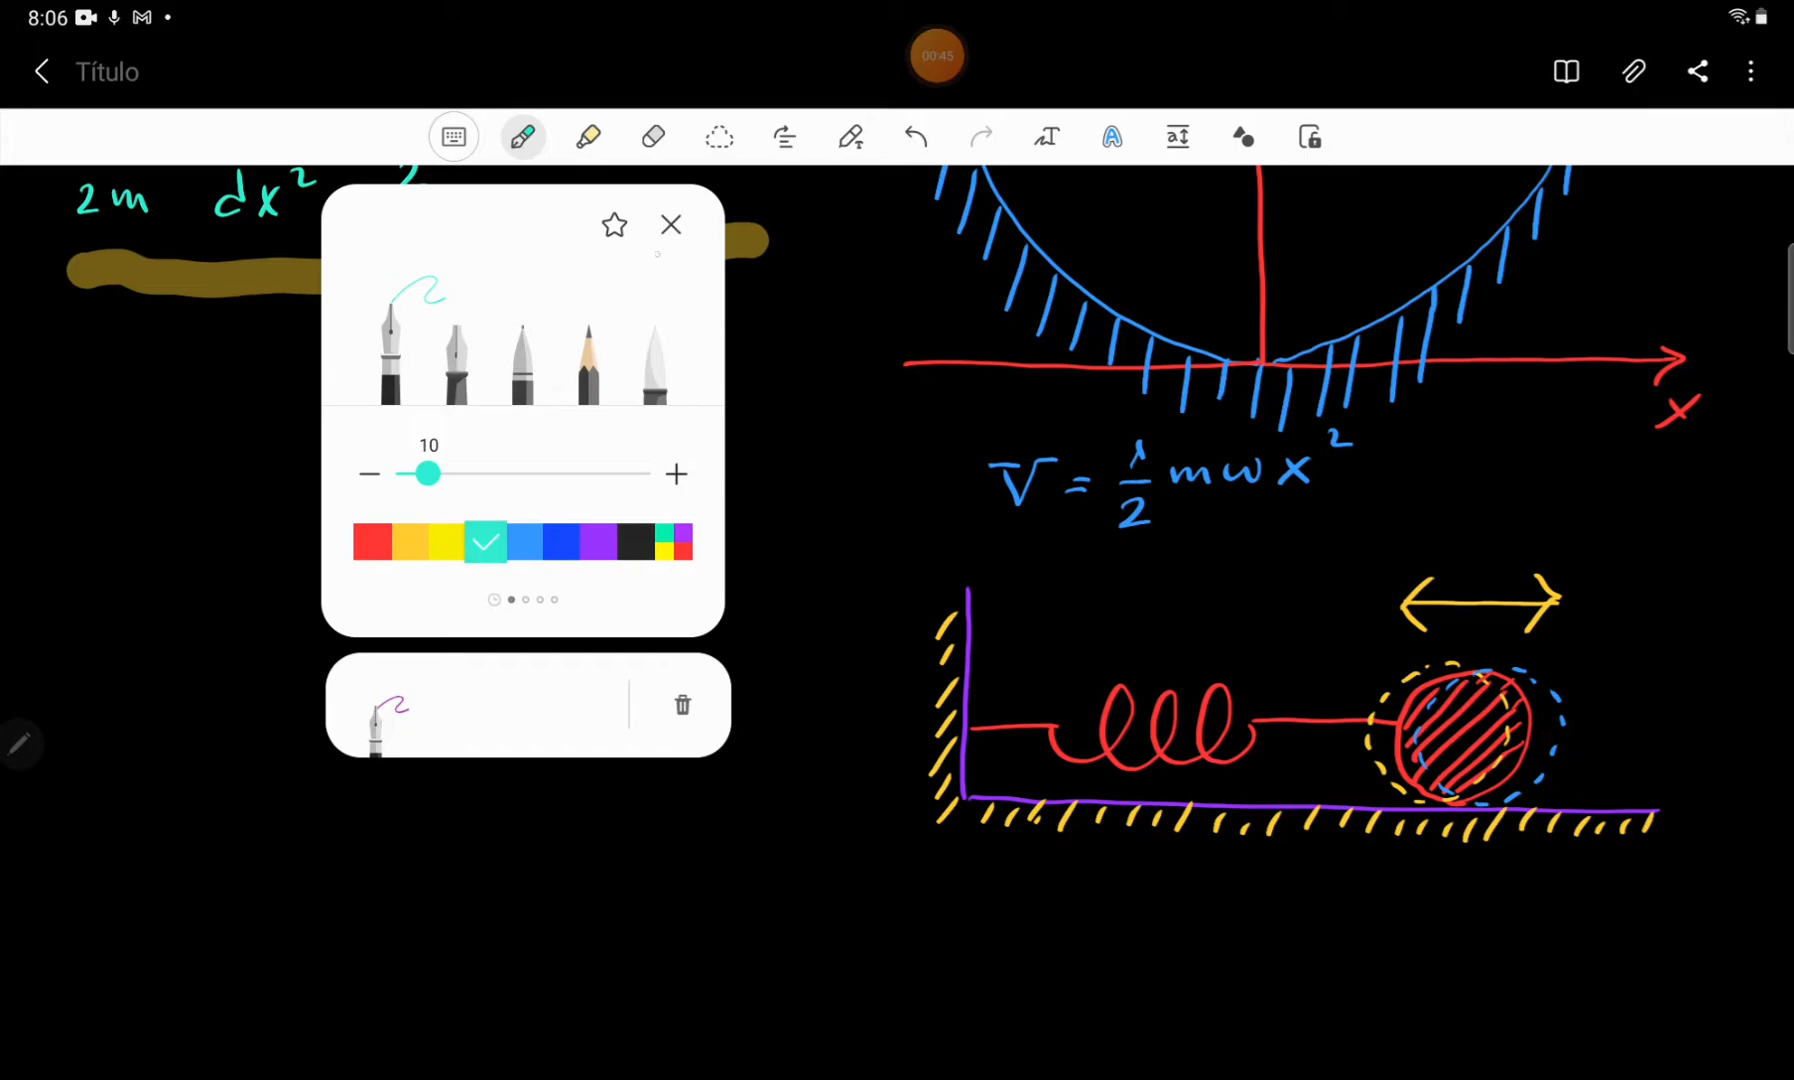 8:06
00:45
Título
2m dx²
10
x
V = 1/2 mωx²